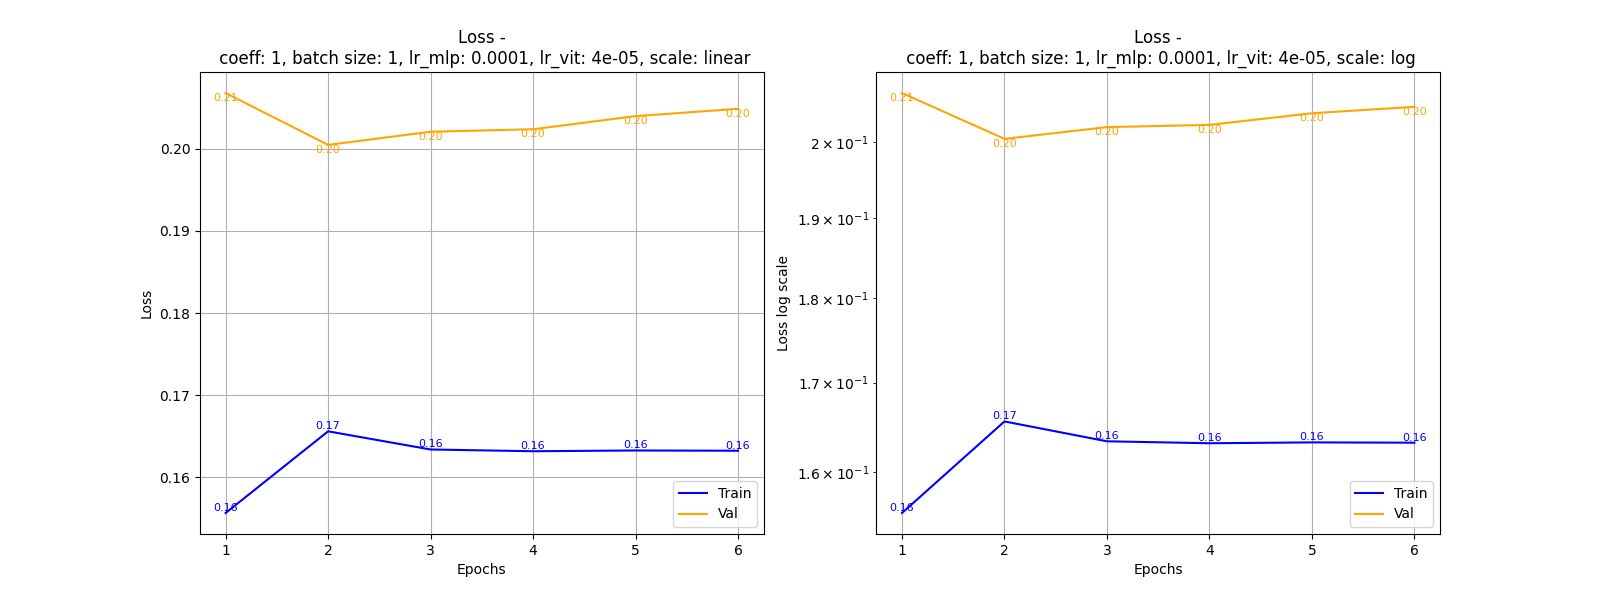 Loss -
coeff: 1, batch size: 1, lr_mlp: 0.0001, lr_vit: 4e-05, scale: linear
Loss
0.20
0.19
0.18
0.17
0.16
0.21
0.20
0.20
0.20
0.20
0.20
0.16
0.17
0.16
0.16
0.16
0.16
Train
Val
1 2 3 4 5 6
Epochs
Loss -
coeff: 1, batch size: 1, lr_mlp: 0.0001, lr_vit: 4e-05, scale: log
Loss log scale
2 × 10⁻¹
1.9 × 10⁻¹
1.8 × 10⁻¹
1.7 × 10⁻¹
1.6 × 10⁻¹
0.21
0.20
0.20
0.20
0.20
0.20
0.16
0.17
0.16
0.16
0.16
0.16
Train
Val
1 2 3 4 5 6
Epochs